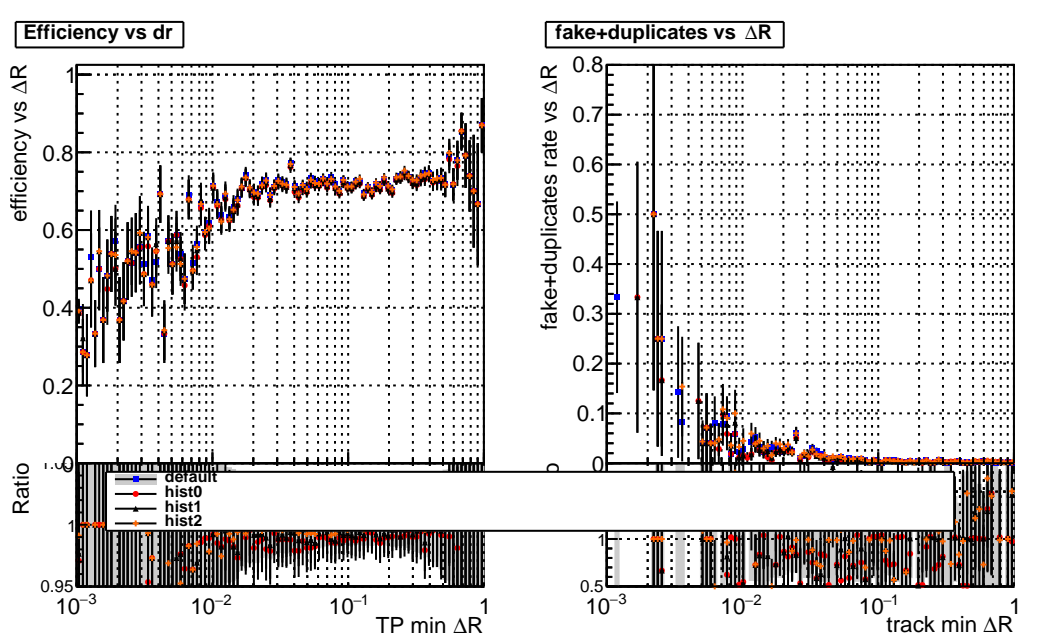 Efficiency vs dr
efficiency vs ΔR
1
0.8
0.6
0.4
0.2
0
Ratio
1
0.95
10⁻³
10⁻²
10⁻¹
1
TP min ΔR
fake+duplicates vs ΔR
fake+duplicates rate vs ΔR
0.8
0.7
0.6
0.5
0.4
0.3
0.2
0.1
0
1
0.5
10⁻³
10⁻²
10⁻¹
1
track min ΔR
default
hist0
hist1
hist2